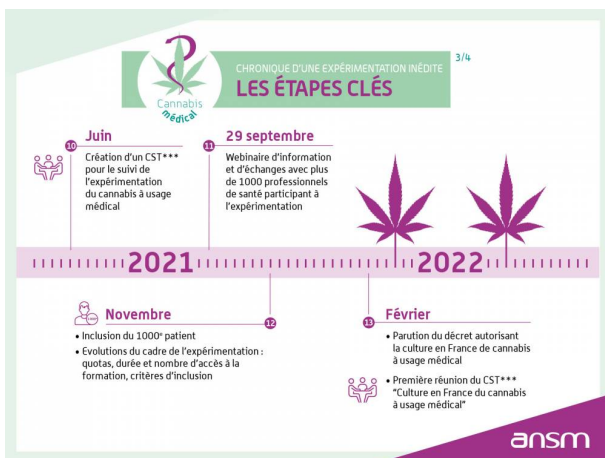 3/4
CHRONIQUE D'UNE EXPÉRIMENTATION INÉDITE
LES ÉTAPES CLÉS
Cannabis
médical
10
Juin
Création d'un CST***
pour le suivi de
l'expérimentation
du cannabis à usage
médical
11
29 septembre
Webinaire d'information
et d'échanges avec plus
de 1000 professionnels
de santé participant à
l'expérimentation
2021
2022
Novembre
12
• Inclusion du 1000e patient
• Evolutions du cadre de l'expérimentation :
quotas, durée et nombre d'accès à la
formation, critères d'inclusion
13
Février
• Parution du décret autorisant
la culture en France de cannabis
à usage médical
• Première réunion du CST***
"Culture en France du cannabis
à usage médical"
ansm